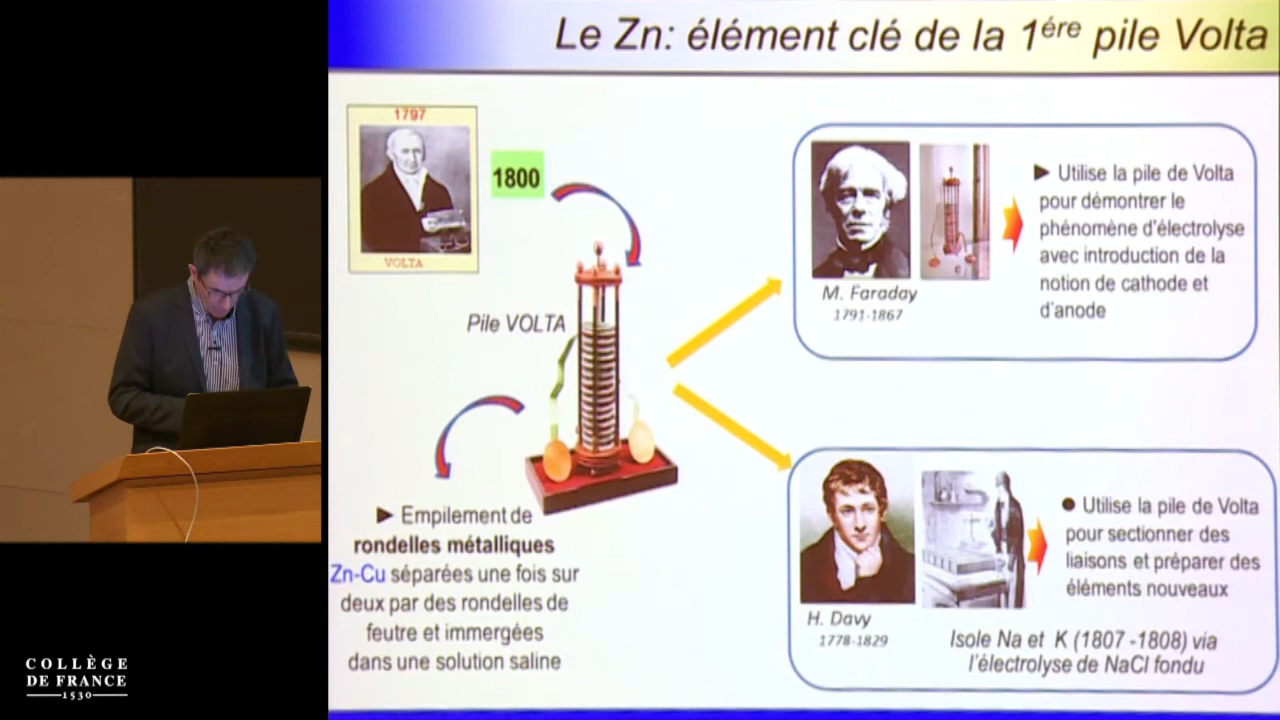 Le Zn: élément clé de la 1ére pile Volta
1797
VOLTA
1800
Pile VOLTA
► Empilement de
rondelles métalliques
Zn-Cu séparées une fois sur
deux par des rondelles de
feutre et immergées
dans une solution saline
M. Faraday
1791-1867
► Utilise la pile de Volta
pour démontrer le
phénomène d'électrolyse
avec introduction de la
notion de cathode et
d'anode
H. Davy
1778-1829
● Utilise la pile de Volta
pour sectionner des
liaisons et préparer des
éléments nouveaux
Isole Na et K (1807 -1808) via
l'électrolyse de NaCl fondu
COLLÈGE
DE FRANCE
1530